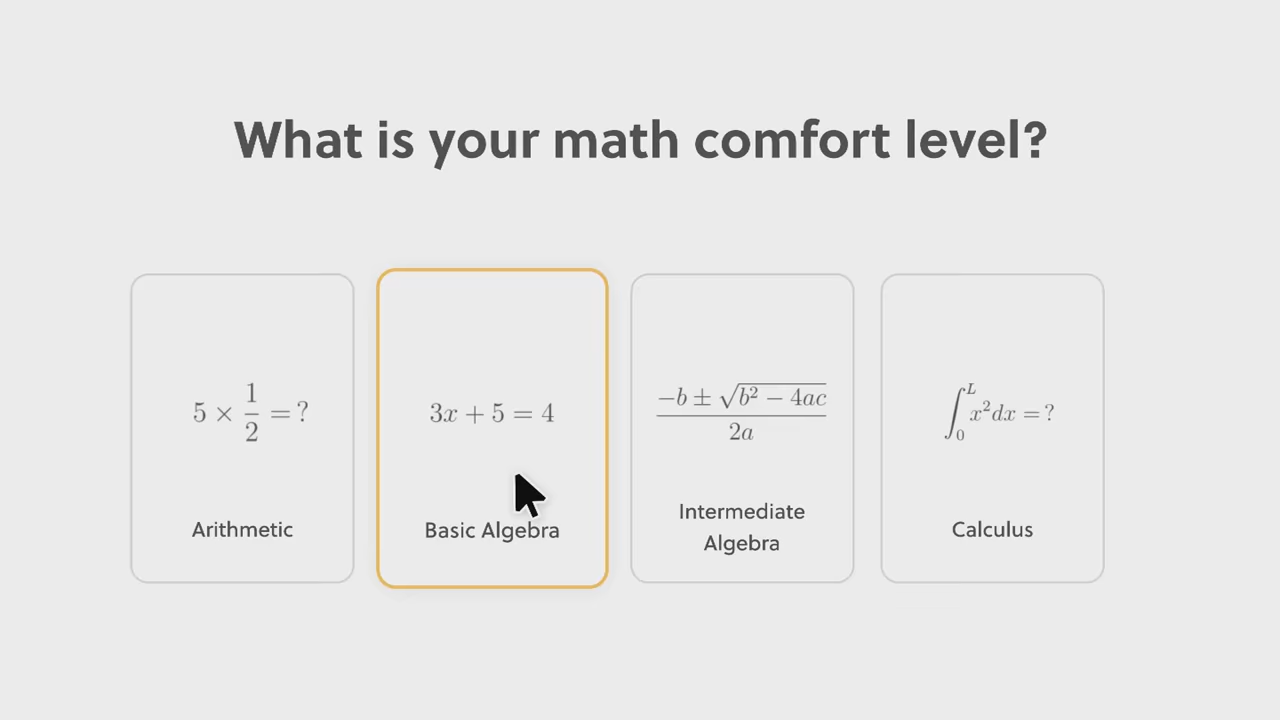 What is your math comfort level?
5 × 1/2 = ?
Arithmetic
3x + 5 = 4
Basic Algebra
−b ± √(b² − 4ac)
2a
Intermediate
Algebra
∫₀ᴸ x²dx = ?
Calculus